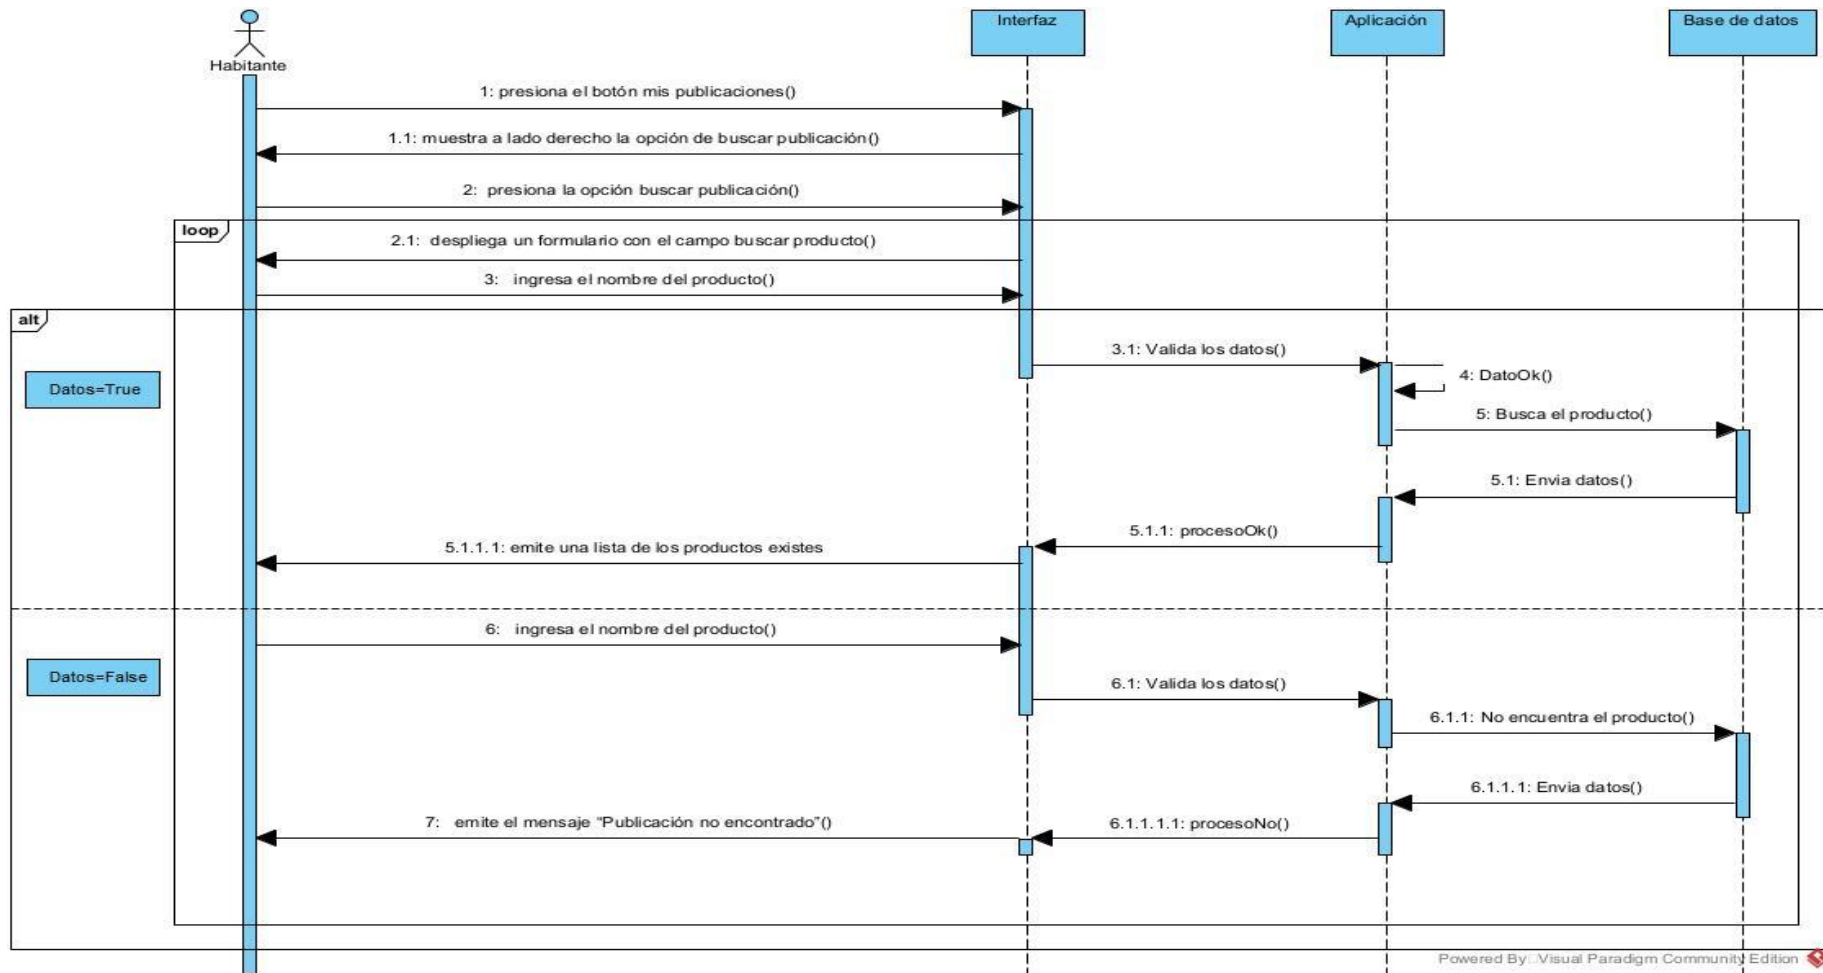 Habitante
Interfaz
Aplicación
Base de datos
1: presiona el botón mis publicaciones()
1.1: muestra a lado derecho la opción de buscar publicación()
2: presiona la opción buscar publicación()
loop
2.1: despliega un formulario con el campo buscar producto()
3: ingresa el nombre del producto()
alt
3.1: Valida los datos()
Datos=True
4: DatoOk()
5: Busca el producto()
5.1: Envia datos()
5.1.1: procesoOk()
5.1.1.1: emite una lista de los productos existes
6: ingresa el nombre del producto()
Datos=False
6.1: Valida los datos()
6.1.1: No encuentra el producto()
6.1.1.1: Envia datos()
7: emite el mensaje “Publicación no encontrado”()
6.1.1.1.1: procesoNo()
Powered By Visual Paradigm Community Edition